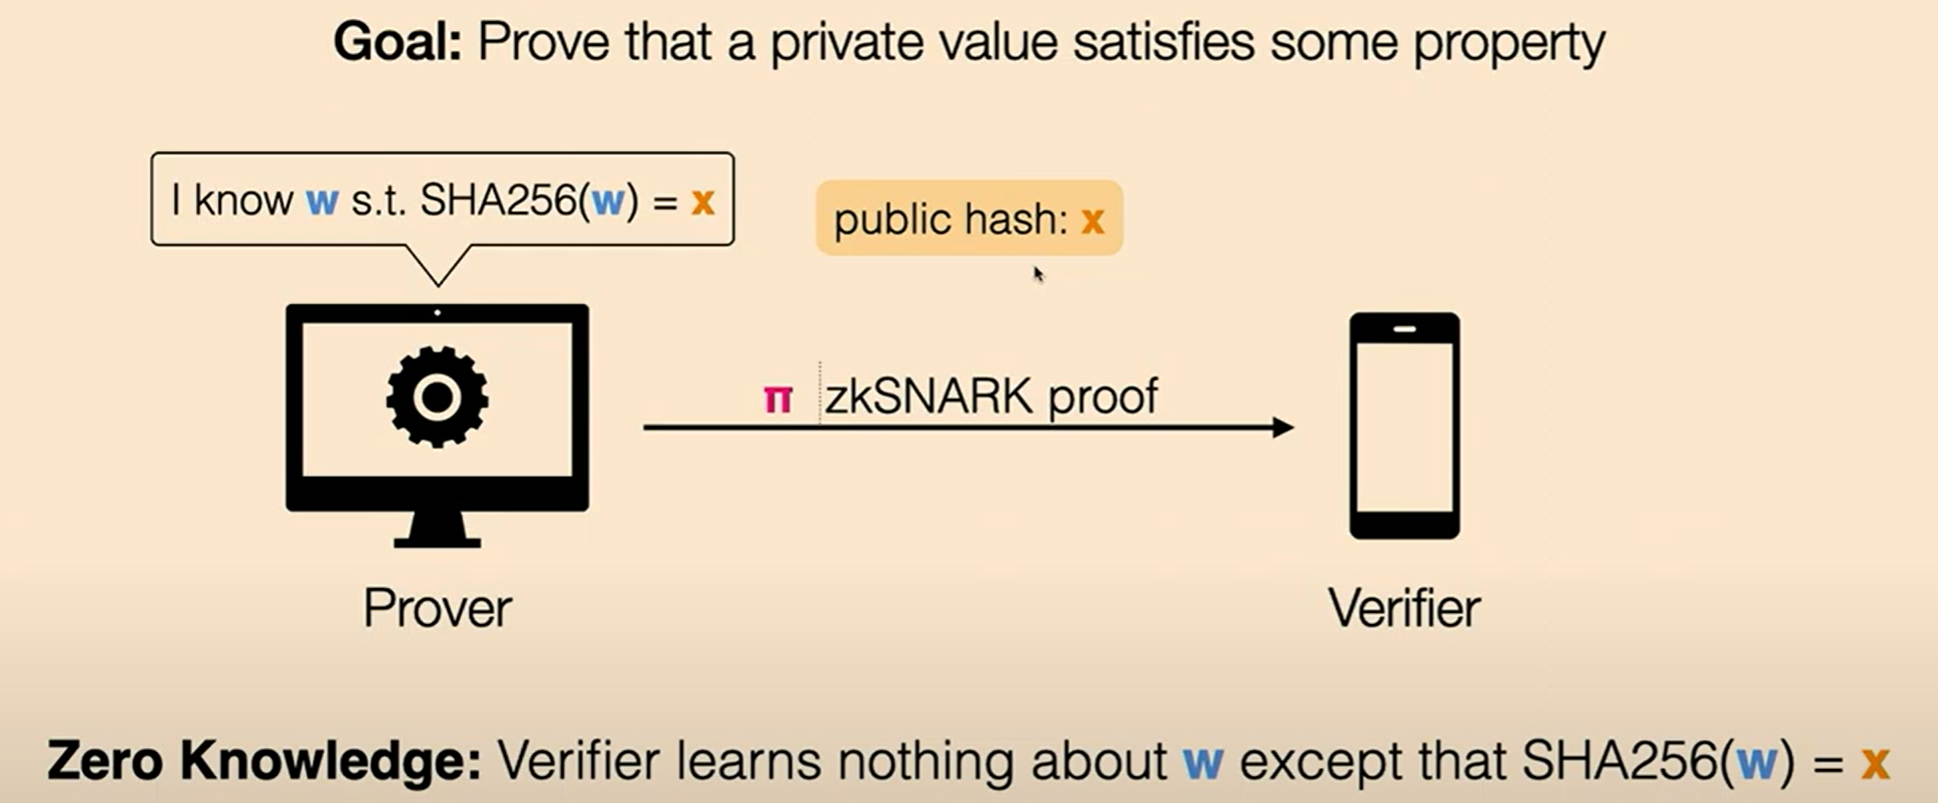 Goal: Prove that a private value satisfies some property
I know w s.t. SHA256(w) = x
public hash: x
π zkSNARK proof
Prover
Verifier
Zero Knowledge: Verifier learns nothing about w except that SHA256(w) = x